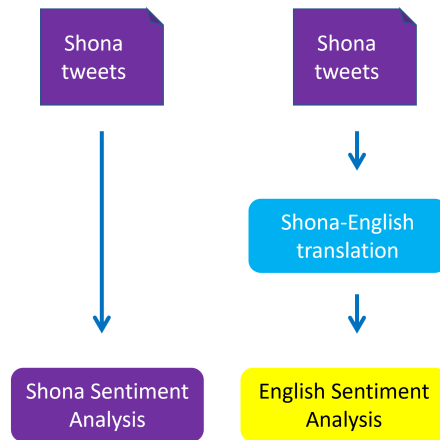 Shona
tweets
Shona
tweets
Shona-English
translation
Shona Sentiment
Analysis
English Sentiment
Analysis